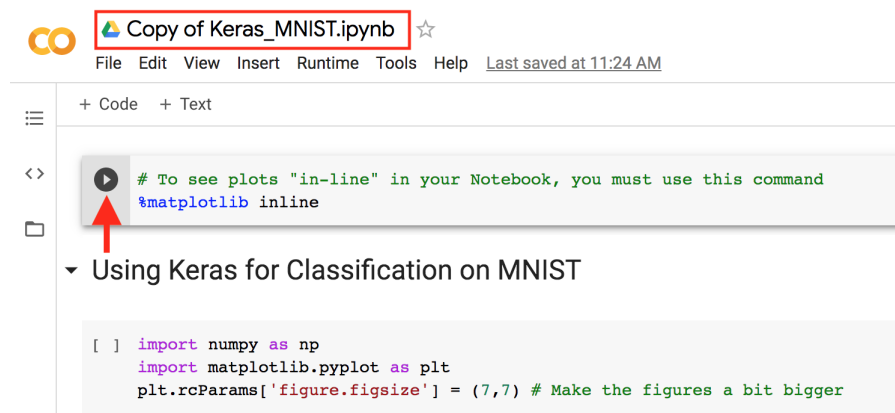 Copy of Keras_MNIST.ipynb
File Edit View Insert Runtime Tools Help Last saved at 11:24 AM
+ Code + Text
# To see plots "in-line" in your Notebook, you must use this command
%matplotlib inline
Using Keras for Classification on MNIST
[ ] import numpy as np
import matplotlib.pyplot as plt
plt.rcParams['figure.figsize'] = (7,7) # Make the figures a bit bigger